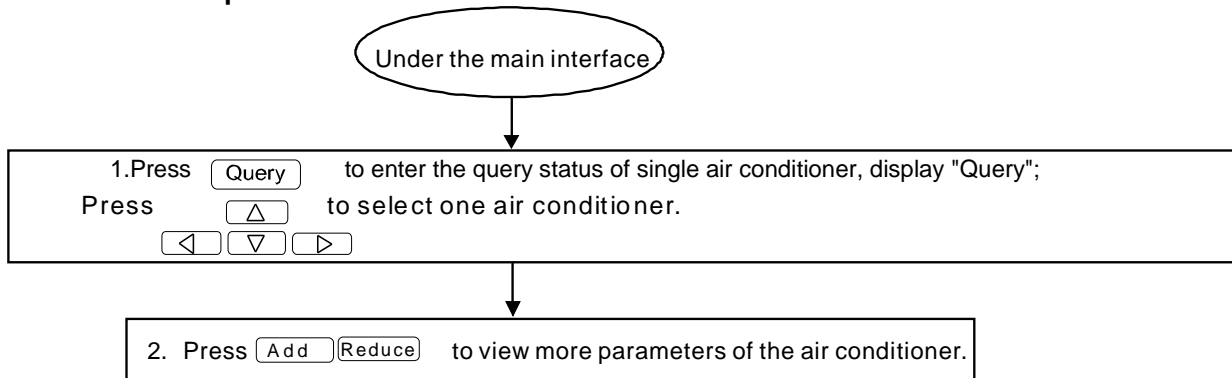 Under the main interface
1.Press Query to enter the query status of single air conditioner, display "Query";
Press △ to select one air conditioner.
◁ ▽ ▷
2. Press Add Reduce to view more parameters of the air conditioner.